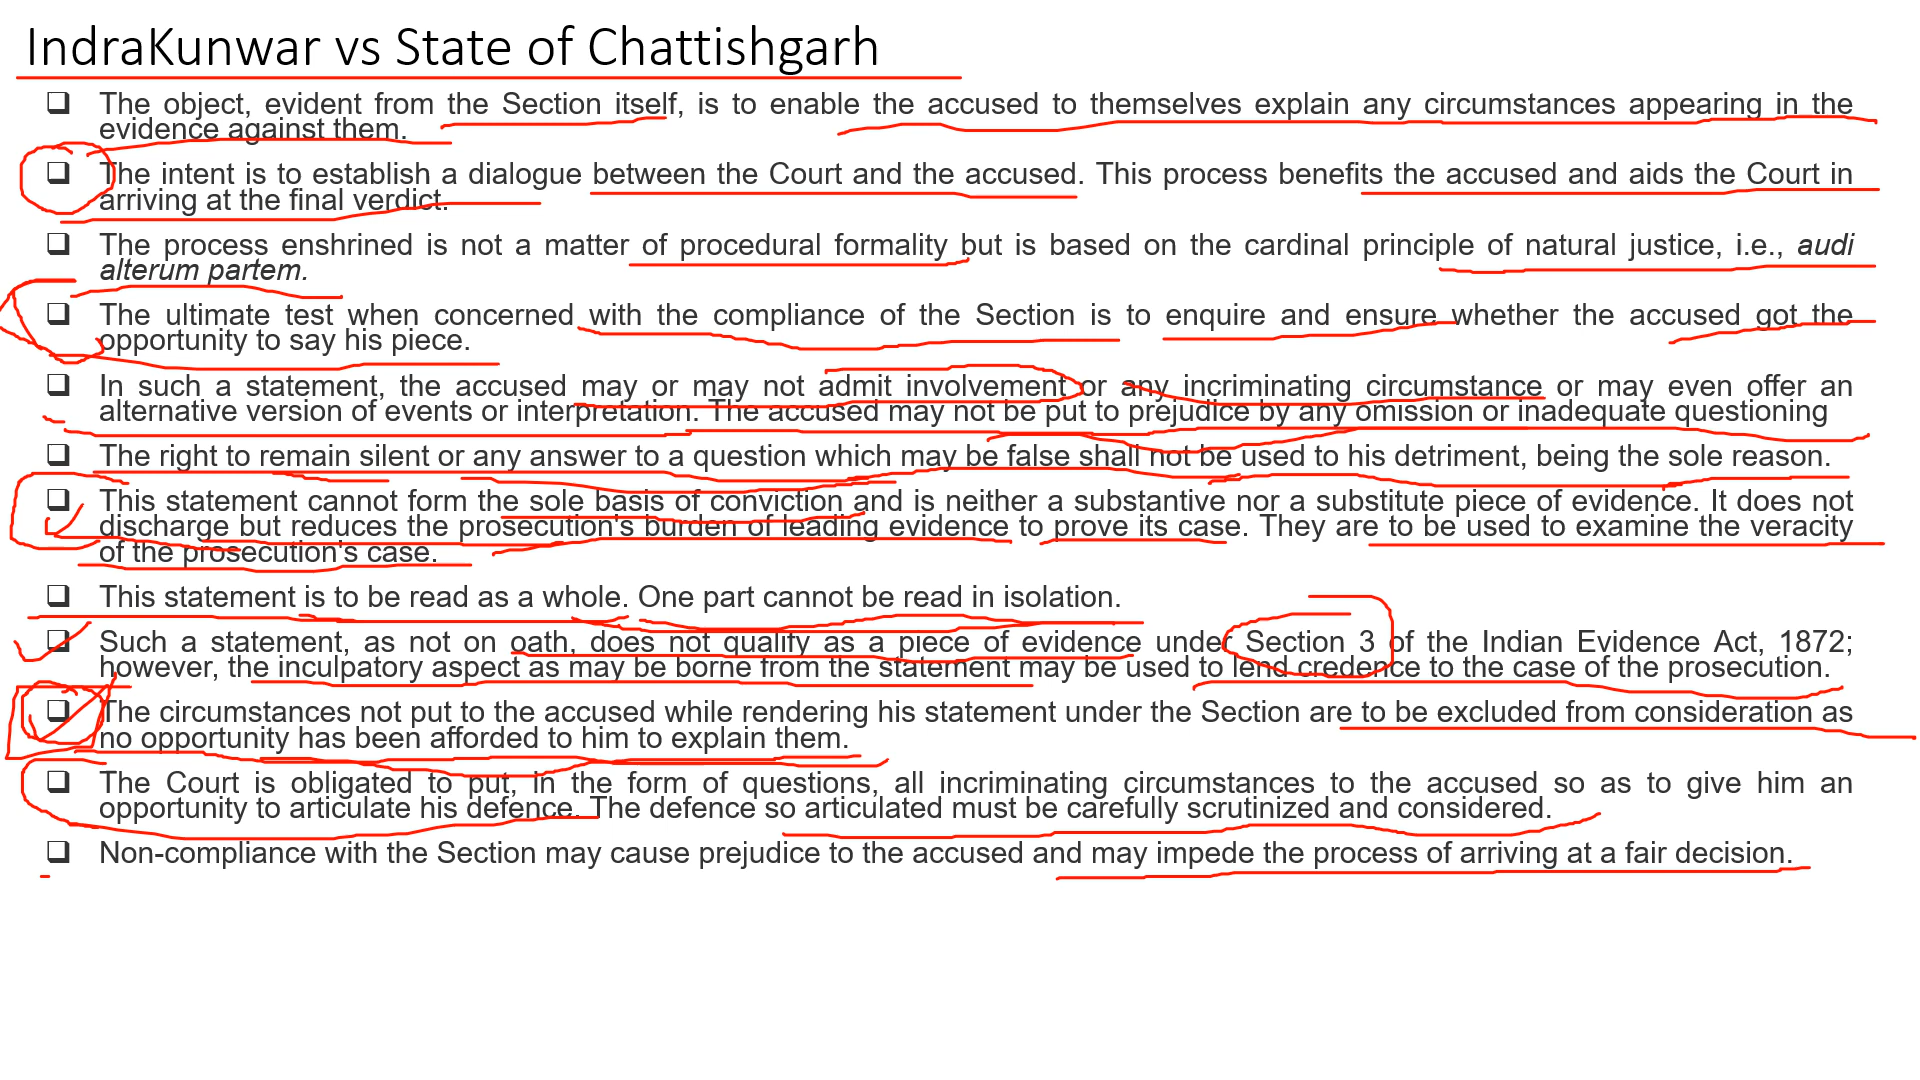 IndraKunwar vs State of Chattishgarh
The object, evident from the Section itself, is to enable the accused to themselves explain any circumstances appearing in the
evidence against them.
The intent is to establish a dialogue between the Court and the accused. This process benefits the accused and aids the Court in
arriving at the final verdict.
The process enshrined is not a matter of procedural formality but is based on the cardinal principle of natural justice, i.e., audi
alterum partem.
The ultimate test when concerned with the compliance of the Section is to enquire and ensure whether the accused got the
opportunity to say his piece.
In such a statement, the accused may or may not admit involvement or any incriminating circumstance or may even offer an
alternative version of events or interpretation. The accused may not be put to prejudice by any omission or inadequate questioning
The right to remain silent or any answer to a question which may be false shall not be used to his detriment, being the sole reason.
This statement cannot form the sole basis of conviction and is neither a substantive nor a substitute piece of evidence. It does not
discharge but reduces the prosecution's burden of leading evidence to prove its case. They are to be used to examine the veracity
of the prosecution's case.
This statement is to be read as a whole. One part cannot be read in isolation.
Such a statement, as not on oath, does not qualify as a piece of evidence under Section 3 of the Indian Evidence Act, 1872;
however, the inculpatory aspect as may be borne from the statement may be used to lend credence to the case of the prosecution.
The circumstances not put to the accused while rendering his statement under the Section are to be excluded from consideration as
no opportunity has been afforded to him to explain them.
The Court is obligated to put, in the form of questions, all incriminating circumstances to the accused so as to give him an
opportunity to articulate his defence. The defence so articulated must be carefully scrutinized and considered.
Non-compliance with the Section may cause prejudice to the accused and may impede the process of arriving at a fair decision.